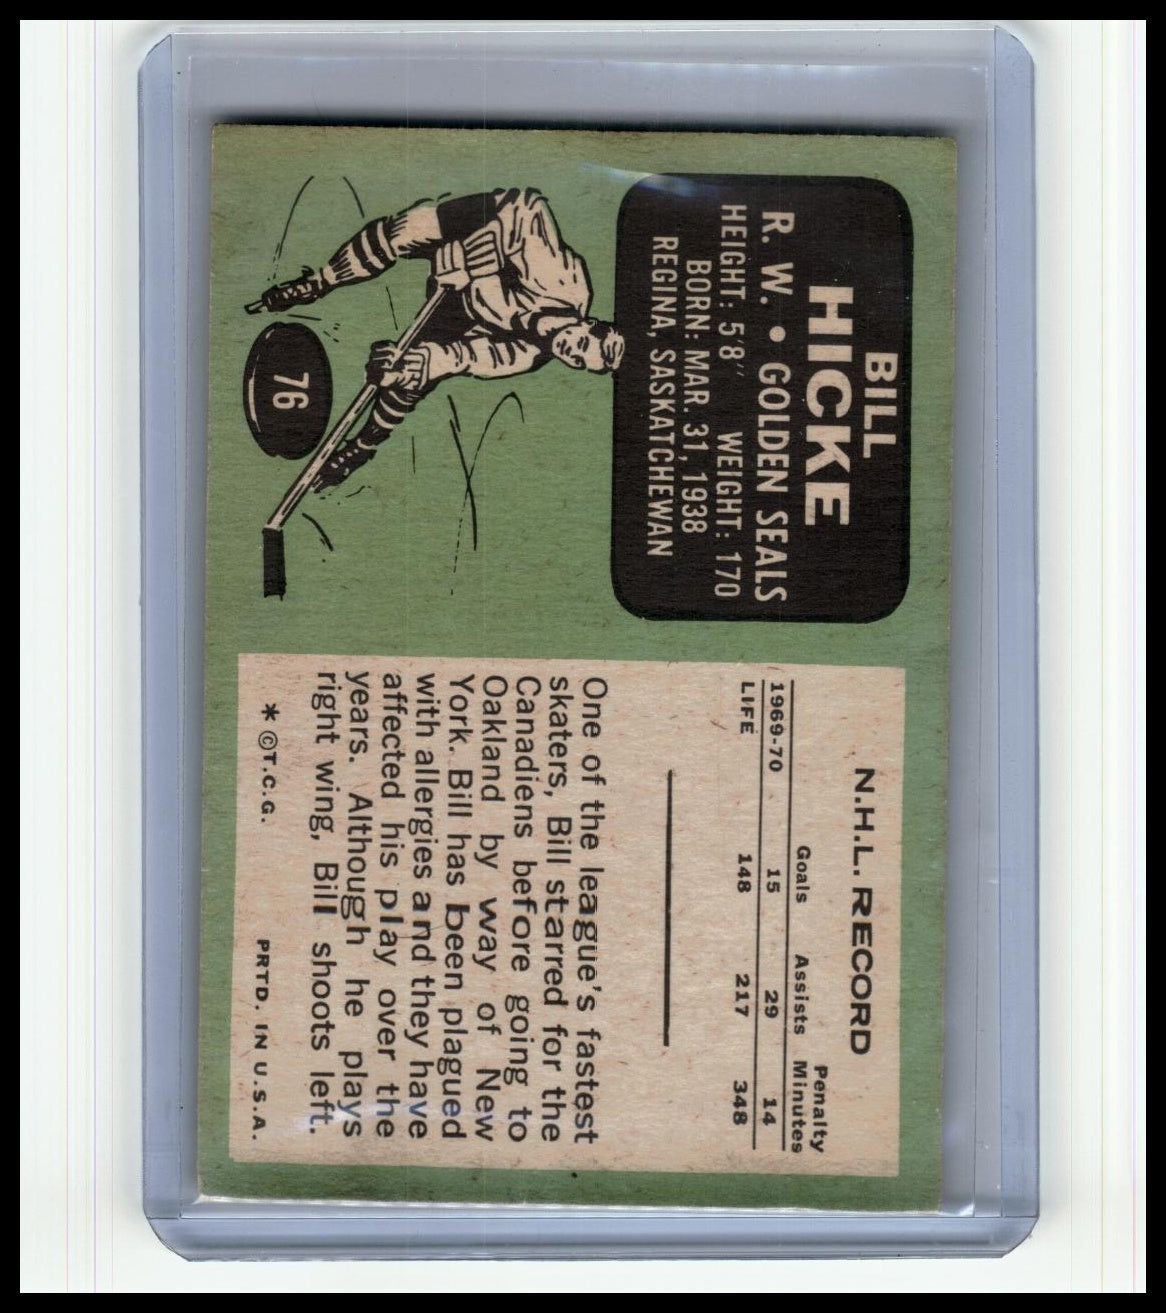 BILL
HICKE
R. W. • GOLDEN SEALS
HEIGHT: 5'8" WEIGHT: 170
BORN: MAR. 31, 1938
REGINA, SASKATCHEWAN
76
N.H.L. RECORD
Penalty
Goals Assists Minutes
1969-70 15 29 14
LIFE 148 217 348
One of the league's fastest
skaters, Bill starred for the
Canadiens before going to
Oakland by way of New
York. Bill has been plagued
with allergies and they have
affected his play over the
years. Although he plays
right wing, Bill shoots left.
* ©T.C.G. PRTD. IN U.S.A.